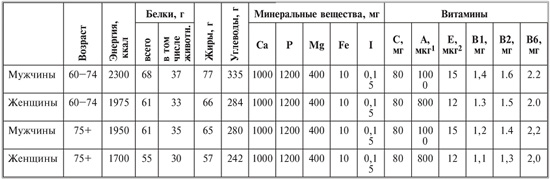 Возраст Энергия, ккал Белки, г Жиры, г Углеводы, г Минеральные вещества, мг Витамины
всего в том числе животн. Ca P Mg Fe I C, мг A, мкг1 E, мкг2 B1, мг B2, мг B6, мг
Мужчины 60−74 2300 68 37 77 335 1000 1200 400 10 0,15 80 1000 15 1,4 1.6 2.2
Женщины 60−74 1975 61 33 66 284 1000 1200 400 10 0,15 80 800 12 1.3 1.5 2.0
Мужчины 75+ 1950 61 35 65 280 1000 1200 400 10 0,15 80 1000 15 1,2 1.4 2,2
Женщины 75+ 1700 55 30 57 242 1000 1200 400 10 0,15 80 800 12 1,1 1,3 2,0